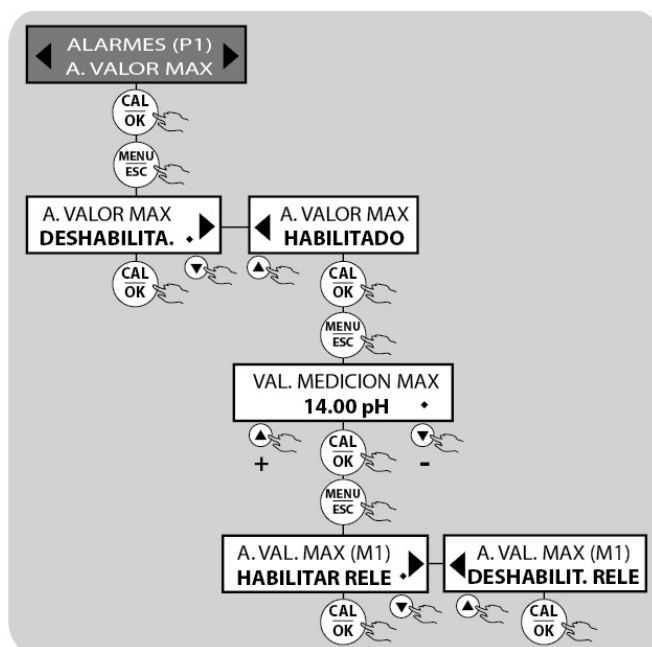 ALARMES (P1)
A. VALOR MAX
CAL
OK
MENU
ESC
A. VALOR MAX
DESHABILITA.
A. VALOR MAX
HABILITADO
CAL
OK
CAL
OK
MENU
ESC
VAL. MEDICION MAX
14.00 pH
+
CAL
OK
-
MENU
ESC
A. VAL. MAX (M1)
HABILITAR RELE
A. VAL. MAX (M1)
DESHABILIT. RELE
CAL
OK
CAL
OK